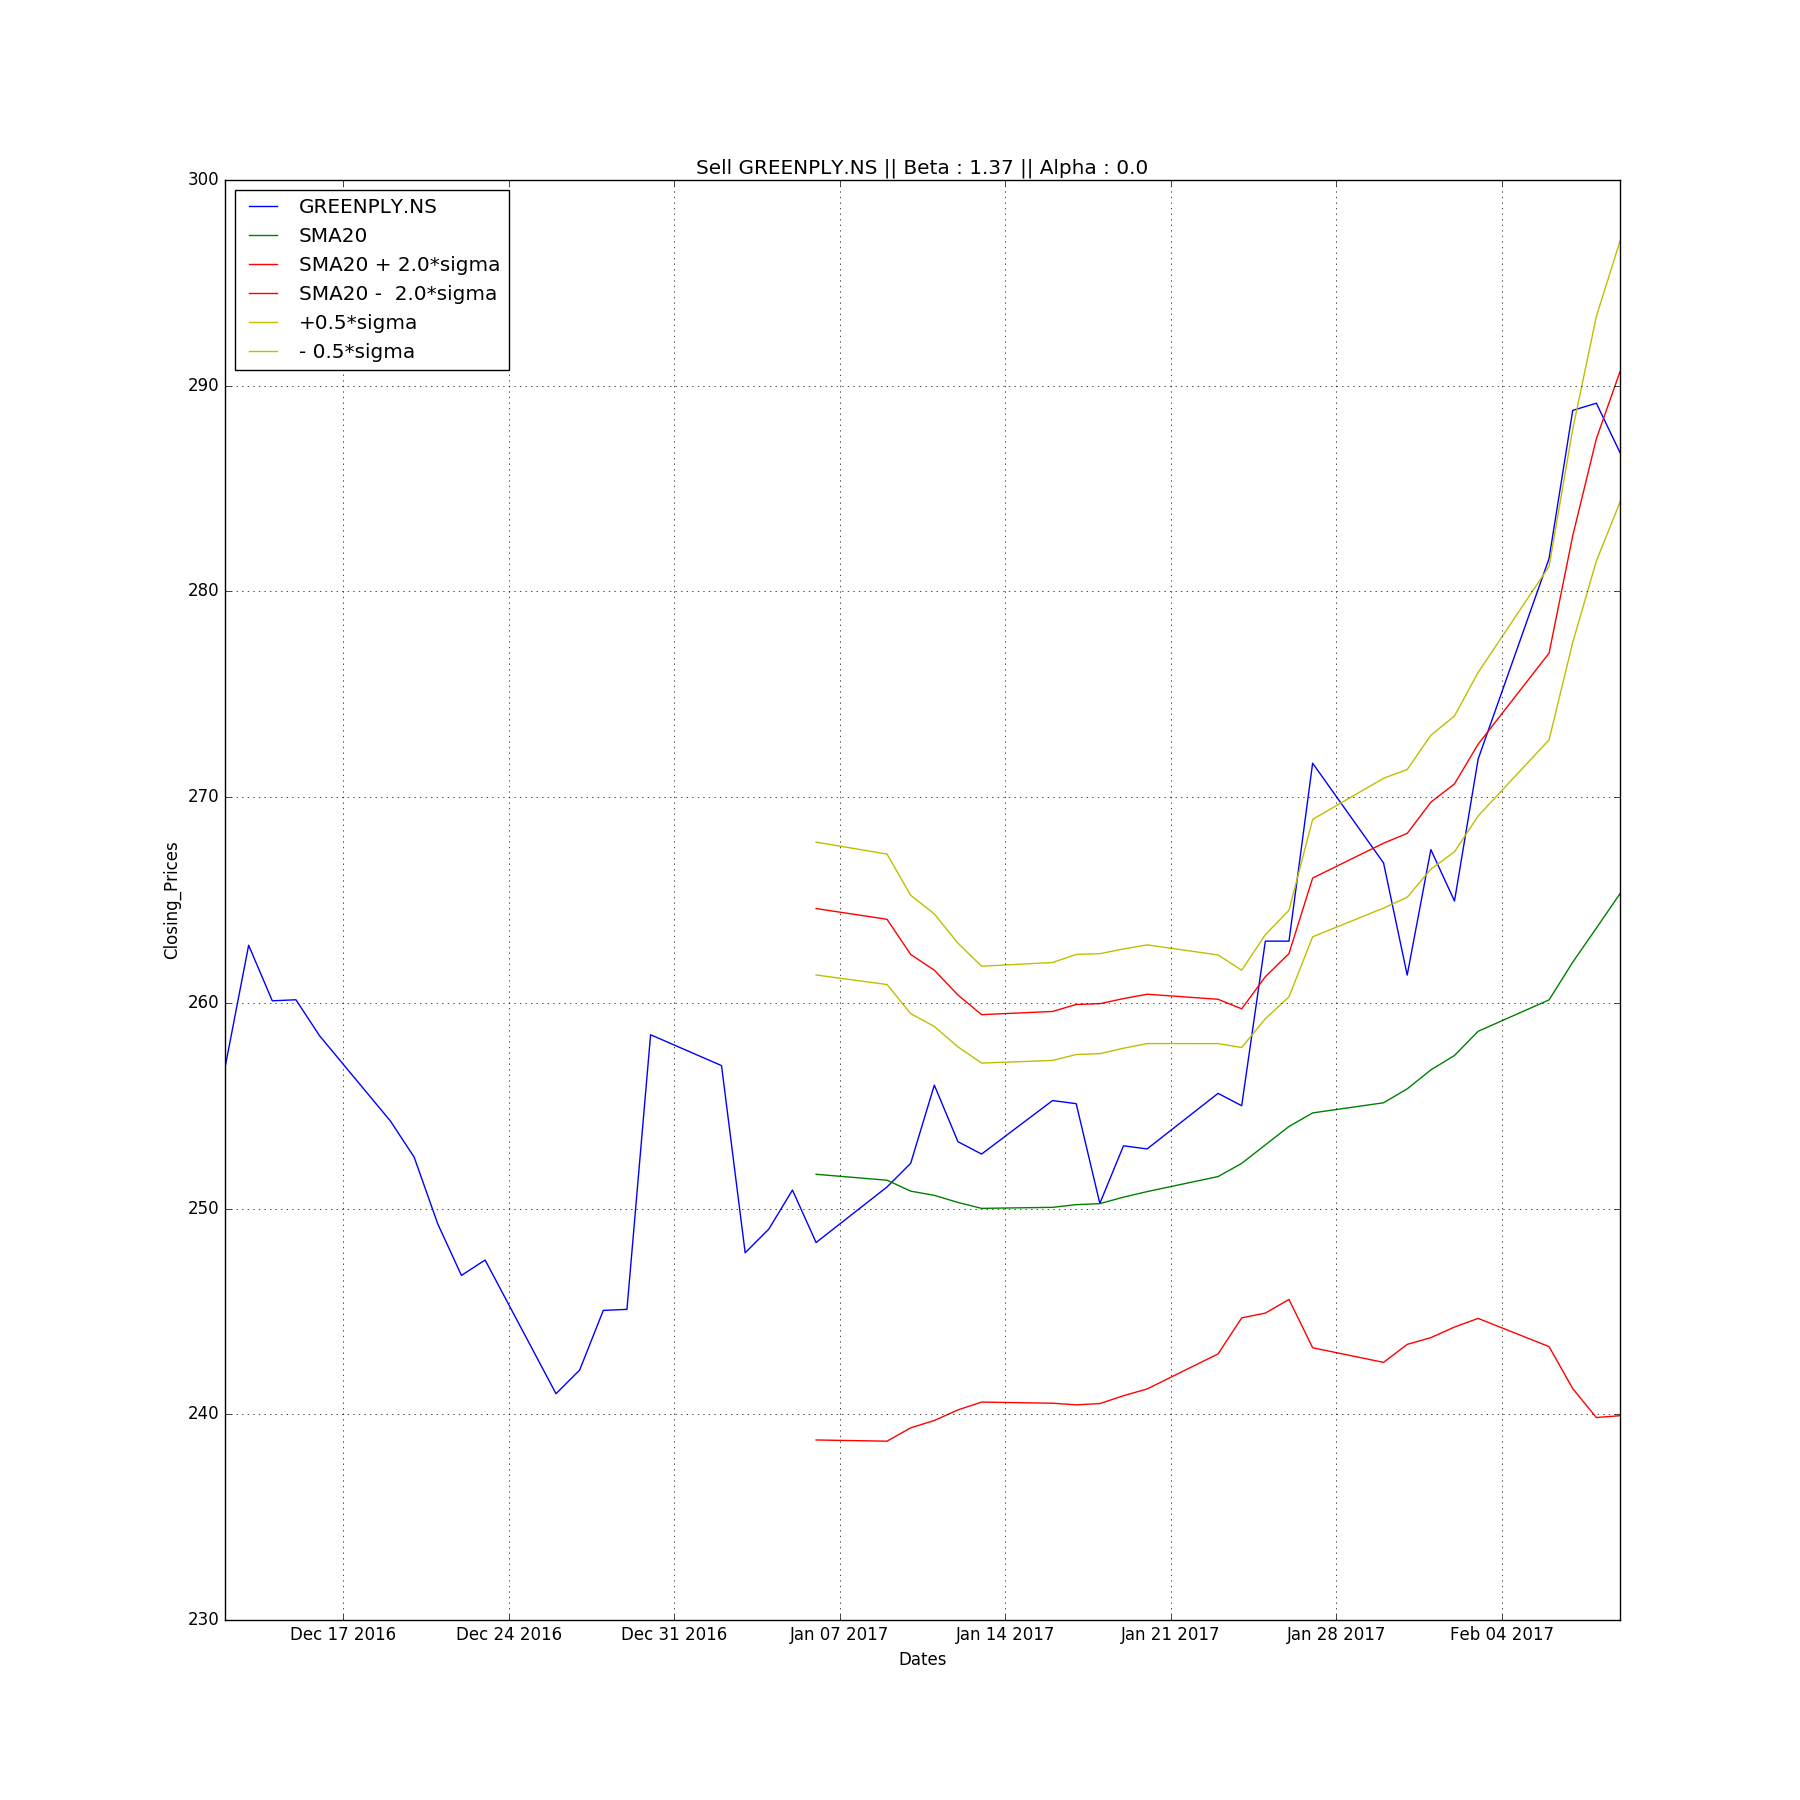 Sell GREENPLY.NS || Beta : 1.37 || Alpha : 0.0
300
290
280
270
260
250
240
230
GREENPLY.NS
SMA20
SMA20 + 2.0*sigma
SMA20 -  2.0*sigma
+0.5*sigma
- 0.5*sigma
Closing_Prices
Dec 17 2016 Dec 24 2016 Dec 31 2016 Jan 07 2017 Jan 14 2017 Jan 21 2017 Jan 28 2017 Feb 04 2017
Dates